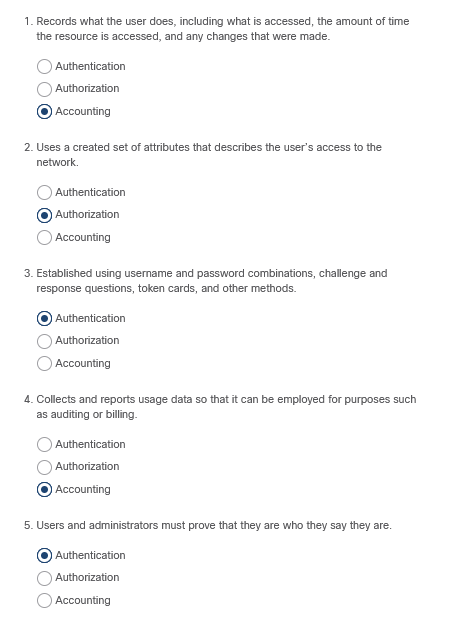 1. Records what the user does, including what is accessed, the amount of time
the resource is accessed, and any changes that were made.
Authentication
Authorization
Accounting
2. Uses a created set of attributes that describes the user's access to the
network.
Authentication
Authorization
Accounting
3. Established using username and password combinations, challenge and
response questions, token cards, and other methods.
Authentication
Authorization
Accounting
4. Collects and reports usage data so that it can be employed for purposes such
as auditing or billing.
Authentication
Authorization
Accounting
5. Users and administrators must prove that they are who they say they are.
Authentication
Authorization
Accounting